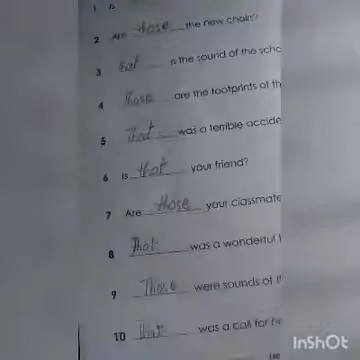 1 is
2 Are those the new chairs?
3 that is the sound of the scho
4 Those are the footprints of th
5 That was a terrible accide
6 Is that your friend?
7 Are those your classmate
8 That was a wonderful
9 Those were sounds of
10 that was a call for he
InShOt